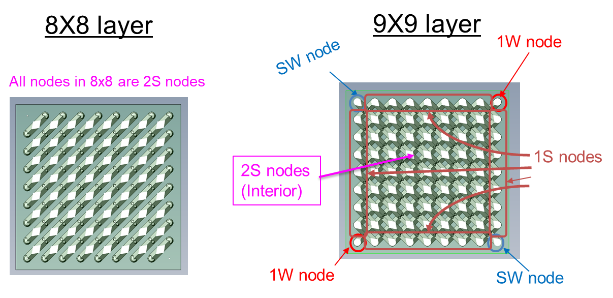 8X8 layer
All nodes in 8x8 are 2S nodes
9X9 layer
SW node
1W node
2S nodes
(Interior)
1S nodes
1W node
SW node